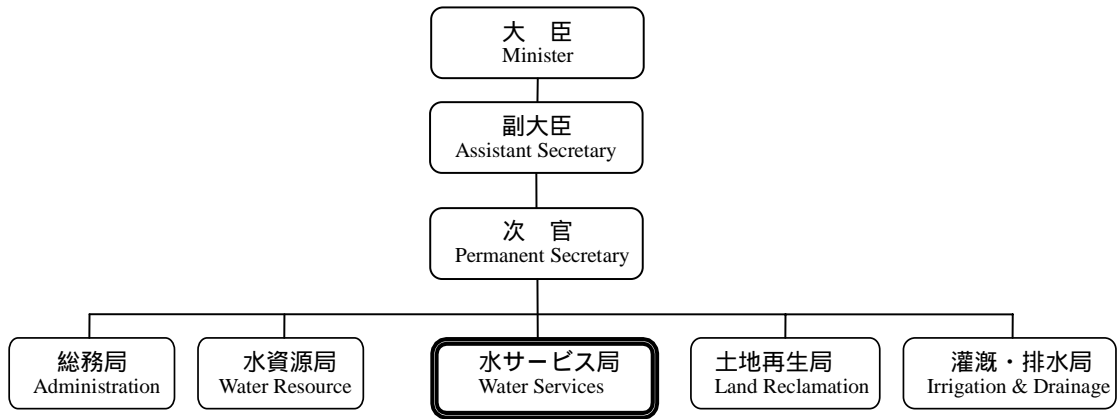 大　臣
Minister
副大臣
Assistant Secretary
次　官
Permanent Secretary
総務局
Administration
水資源局
Water Resource
水サービス局
Water Services
土地再生局
Land Reclamation
灌漑・排水局
Irrigation & Drainage